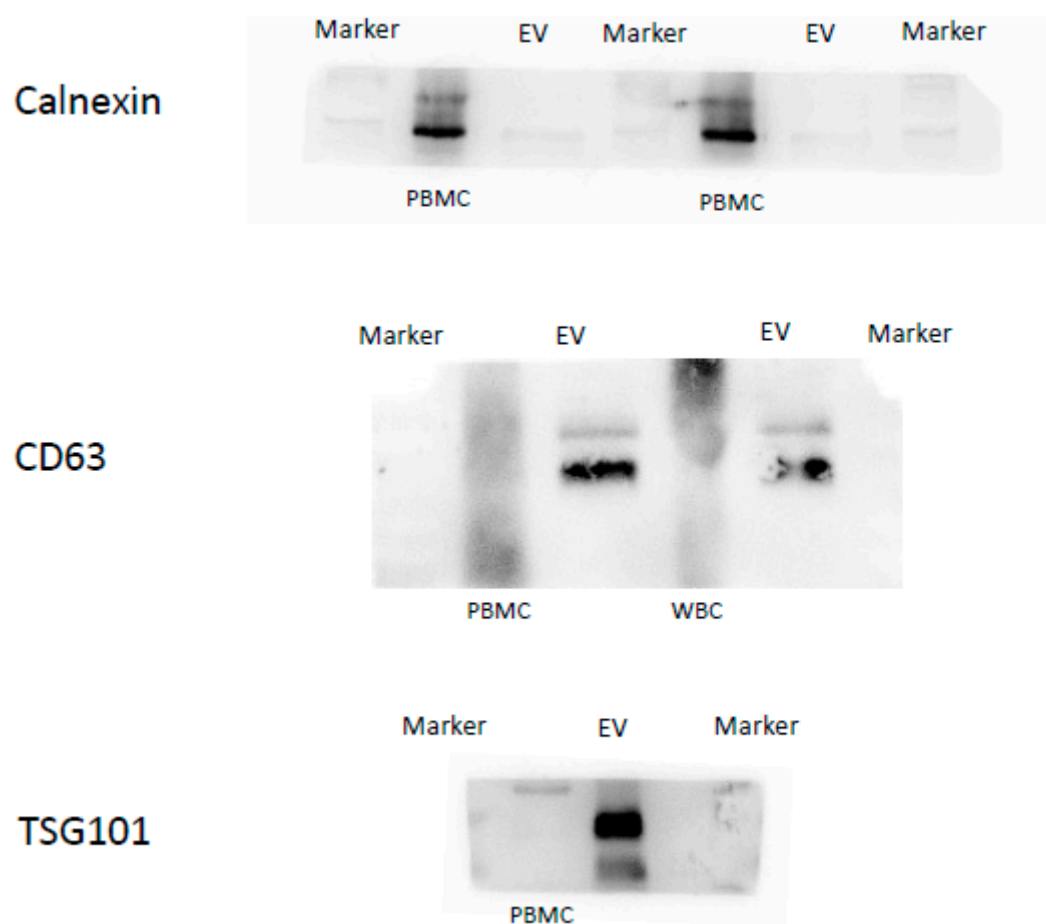 Marker EV Marker EV Marker
Calnexin
PBMC PBMC
Marker EV EV Marker
CD63
PBMC WBC
Marker EV Marker
TSG101
PBMC